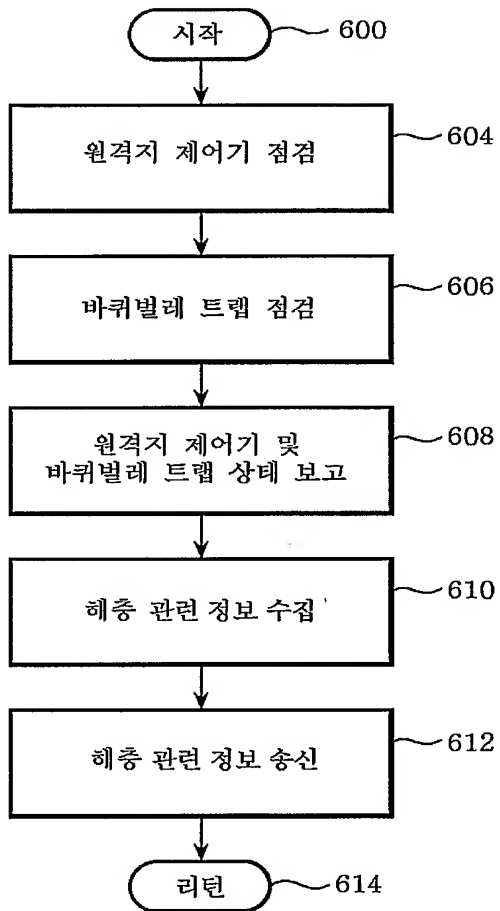 시작
600
원격지 제어기 점검
604
바퀴벌레 트랩 점검
606
원격지 제어기 및
바퀴벌레 트랩 상태 보고
608
해충 관련 정보 수집
610
해충 관련 정보 송신
612
리턴
614